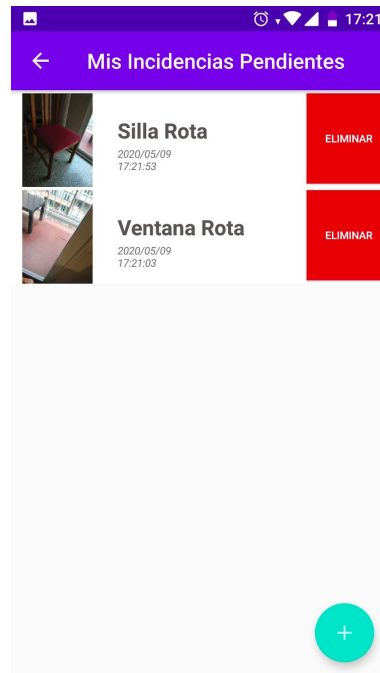 17:21
Mis Incidencias Pendientes
Silla Rota
2020/05/09
17:21:53
ELIMINAR
Ventana Rota
2020/05/09
17:21:03
ELIMINAR